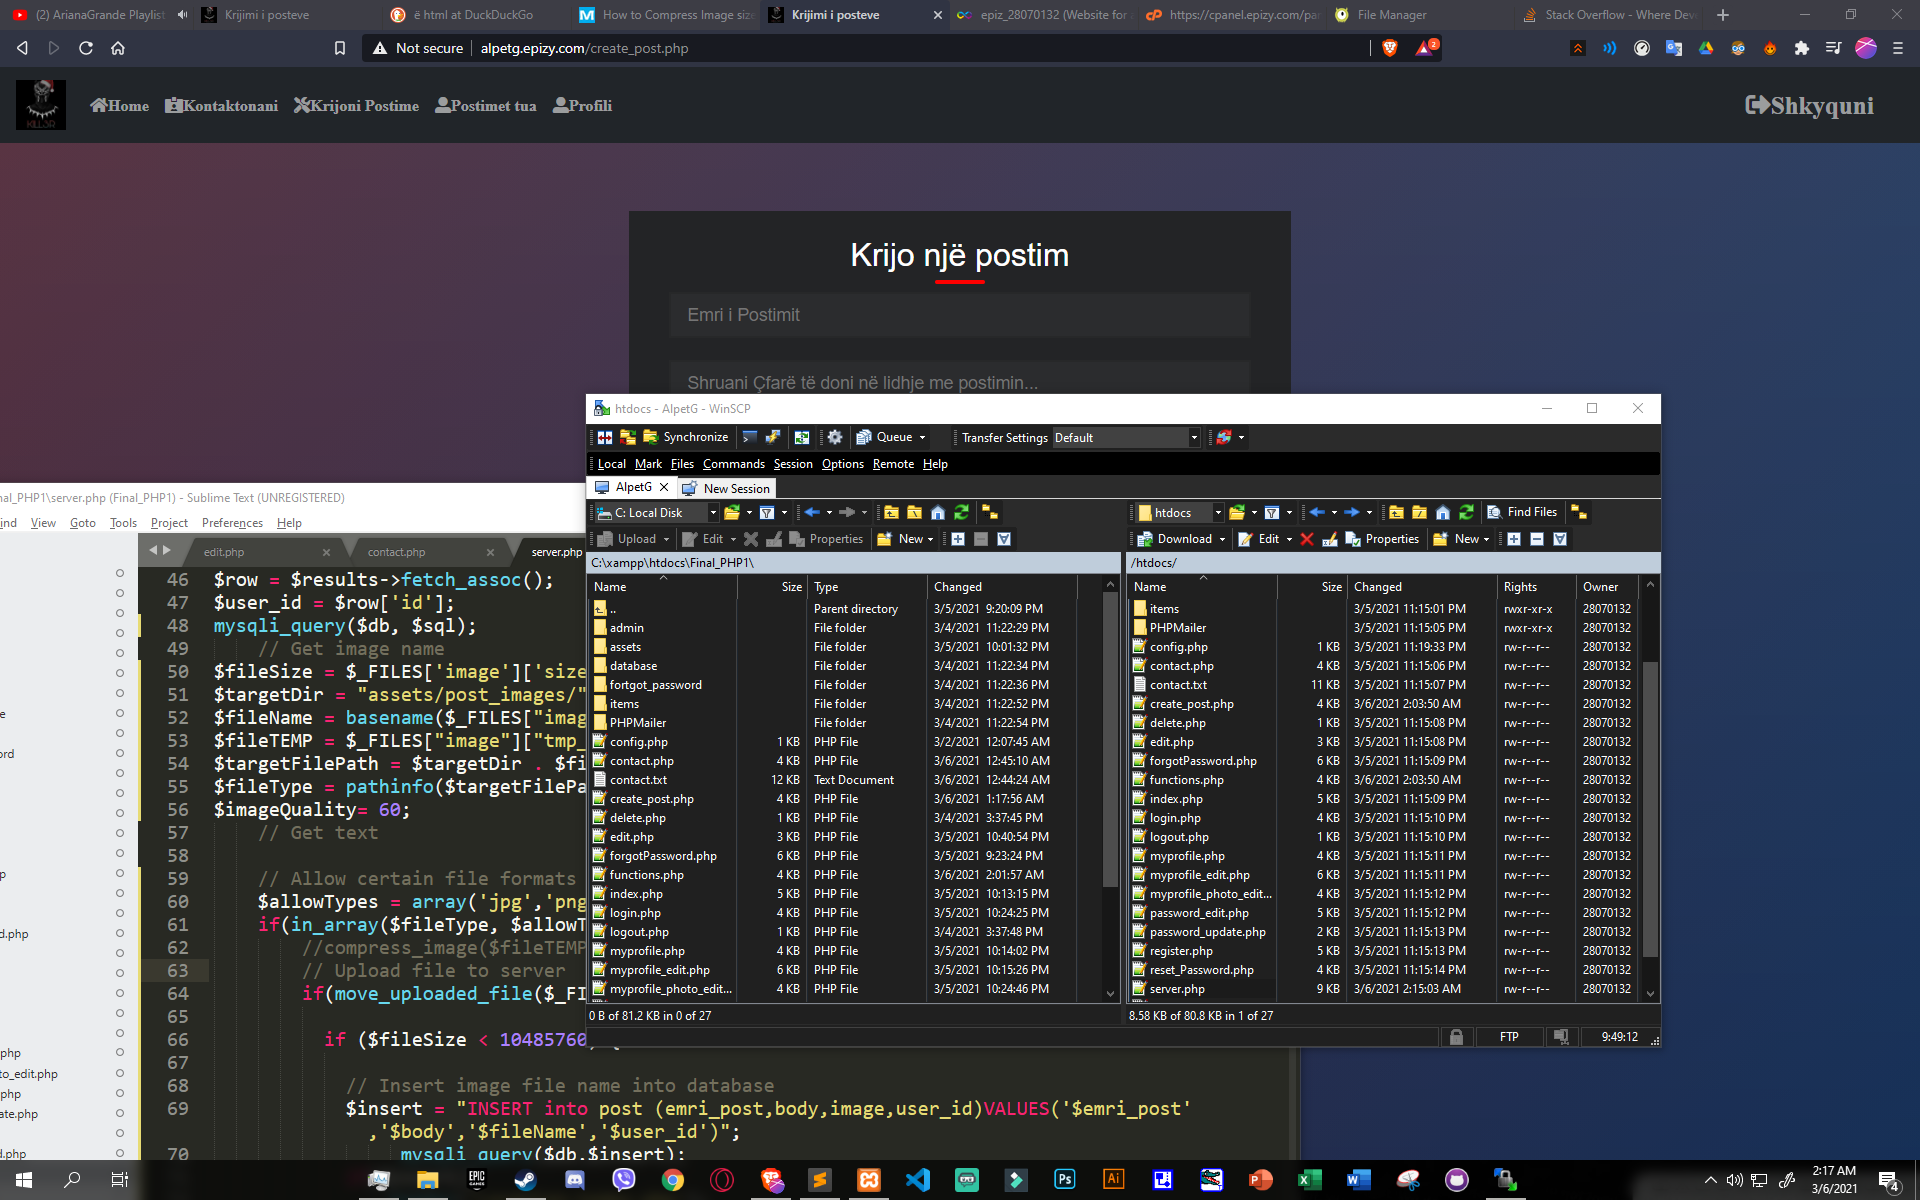 (2) ArianaGrande Playlist
Krijimi i posteve
ë html at DuckDuckGo
How to Compress Image size
Krijimi i posteve
epiz_28070132 (Website for
https://cpanel.epizy.com/pa
File Manager
Stack Overflow - Where Dev
Not secure
alpetg.epizy.com/create_post.php
2
Home
Kontaktonani
Krijoni Postime
Postimet tua
Profili
Shkyquni
Krijo një postim
Emri i Postimit
Shruani Çfarë të doni në lidhje me postimin...
htdocs - AlpetG - WinSCP
Synchronize
Queue
Transfer Settings Default
Local Mark Files Commands Session Options Remote Help
AlpetG
New Session
C: Local Disk
htdocs
Find Files
Upload Edit Properties New
Download Edit Properties New
C:\xampp\htdocs\Final_PHP1\
Name Size Type Changed
.. Parent directory 3/5/2021 9:20:09 PM
admin File folder 3/4/2021 11:22:29 PM
assets File folder 3/5/2021 10:01:32 PM
database File folder 3/4/2021 11:22:34 PM
fortgot_password File folder 3/4/2021 11:22:36 PM
items File folder 3/4/2021 11:22:52 PM
PHPMailer File folder 3/4/2021 11:22:54 PM
config.php 1 KB PHP File 3/2/2021 12:07:45 AM
contact.php 4 KB PHP File 3/6/2021 12:45:10 AM
contact.txt 12 KB Text Document 3/6/2021 12:44:24 AM
create_post.php 4 KB PHP File 3/6/2021 1:17:56 AM
delete.php 1 KB PHP File 3/4/2021 3:37:45 PM
edit.php 3 KB PHP File 3/5/2021 10:40:54 PM
forgotPassword.php 6 KB PHP File 3/5/2021 9:23:24 PM
functions.php 4 KB PHP File 3/6/2021 2:01:57 AM
index.php 5 KB PHP File 3/5/2021 10:13:15 PM
login.php 4 KB PHP File 3/5/2021 10:24:25 PM
logout.php 1 KB PHP File 3/4/2021 3:37:48 PM
myprofile.php 4 KB PHP File 3/5/2021 10:14:02 PM
myprofile_edit.php 6 KB PHP File 3/5/2021 10:15:26 PM
myprofile_photo_edit... 4 KB PHP File 3/5/2021 10:24:46 PM
0 B of 81.2 KB in 0 of 27
/htdocs/
Name Size Changed Rights Owner
items 3/5/2021 11:15:01 PM rwxr-xr-x 28070132
PHPMailer 3/5/2021 11:15:05 PM rwxr-xr-x 28070132
config.php 1 KB 3/5/2021 11:19:33 PM rw-r--r-- 28070132
contact.php 4 KB 3/5/2021 11:15:06 PM rw-r--r-- 28070132
contact.txt 11 KB 3/5/2021 11:15:07 PM rw-r--r-- 28070132
create_post.php 4 KB 3/6/2021 2:03:50 AM rw-r--r-- 28070132
delete.php 1 KB 3/5/2021 11:15:08 PM rw-r--r-- 28070132
edit.php 3 KB 3/5/2021 11:15:08 PM rw-r--r-- 28070132
forgotPassword.php 6 KB 3/5/2021 11:15:09 PM rw-r--r-- 28070132
functions.php 4 KB 3/6/2021 2:03:50 AM rw-r--r-- 28070132
index.php 5 KB 3/5/2021 11:15:09 PM rw-r--r-- 28070132
login.php 4 KB 3/5/2021 11:15:10 PM rw-r--r-- 28070132
logout.php 1 KB 3/5/2021 11:15:10 PM rw-r--r-- 28070132
myprofile.php 4 KB 3/5/2021 11:15:11 PM rw-r--r-- 28070132
myprofile_edit.php 6 KB 3/5/2021 11:15:11 PM rw-r--r-- 28070132
myprofile_photo_edit... 4 KB 3/5/2021 11:15:12 PM rw-r--r-- 28070132
password_edit.php 5 KB 3/5/2021 11:15:12 PM rw-r--r-- 28070132
password_update.php 2 KB 3/5/2021 11:15:13 PM rw-r--r-- 28070132
register.php 5 KB 3/5/2021 11:15:13 PM rw-r--r-- 28070132
reset_Password.php 4 KB 3/5/2021 11:15:14 PM rw-r--r-- 28070132
server.php 9 KB 3/6/2021 2:15:03 AM rw-r--r-- 28070132
8.58 KB of 80.8 KB in 1 of 27
FTP
9:49:12
nal_PHP1\server.php (Final_PHP1) - Sublime Text (UNREGISTERED)
ind View Goto Tools Project Preferences Help
edit.php
contact.php
server.php
46 $row = $results->fetch_assoc();
47 $user_id = $row['id'];
48 mysqli_query($db, $sql);
49 // Get image name
50 $fileSize = $_FILES['image']['size
51 $targetDir = "assets/post_images/"
52 $fileName = basename($_FILES["imag
53 $fileTEMP = $_FILES["image"]["tmp_
54 $targetFilePath = $targetDir . $fi
55 $fileType = pathinfo($targetFilePa
56 $imageQuality= 60;
57 // Get text
58
59 // Allow certain file formats
60 $allowTypes = array('jpg','png
61 if(in_array($fileType, $allowT
62 //compress_image($fileTEMP
63 // Upload file to server
64 if(move_uploaded_file($_FI
65
66 if ($fileSize < 10485760) {
67
68 // Insert image file name into database
69 $insert = "INSERT into post (emri_post,body,image,user_id)VALUES('$emri_post'
,'$body','$fileName','$user_id')";
70 mysqli_query($db,$insert);
e
ord
p
d.php
php
to_edit.php
php
ate.php
d.php
2:17 AM
3/6/2021
4